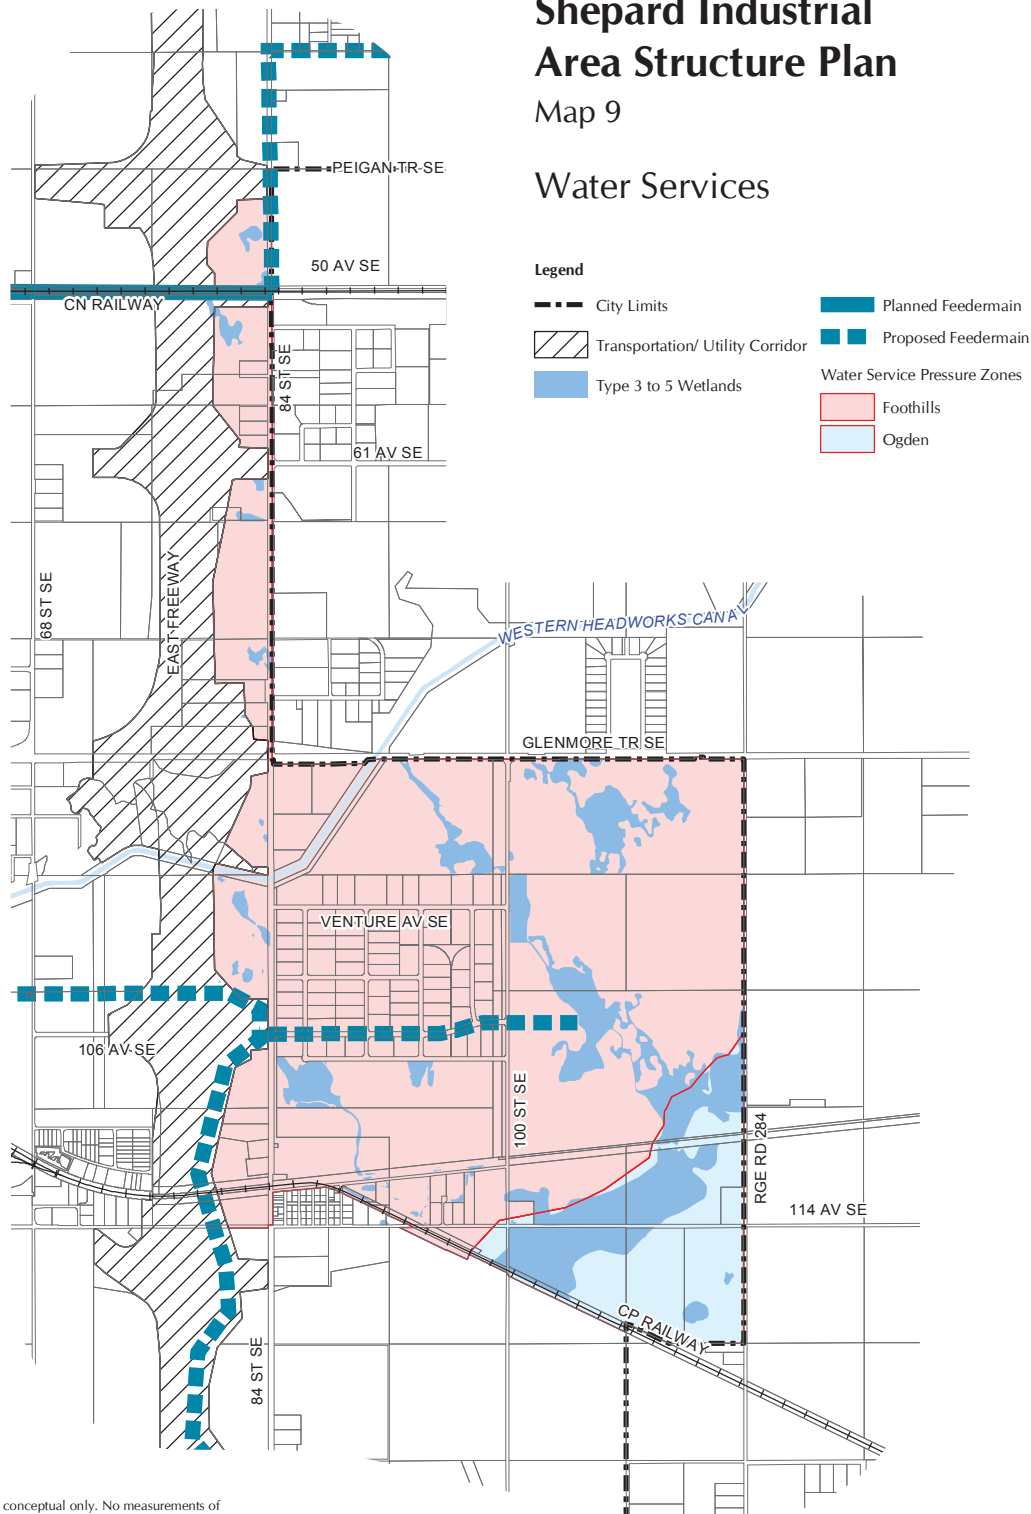 Shepard Industrial
Area Structure Plan
Map 9
Water Services
Legend
City Limits
Transportation/ Utility Corridor
Type 3 to 5 Wetlands
Planned Feedermain
Proposed Feedermain
Water Service Pressure Zones
Foothills
Ogden
PEIGAN TR SE
50 AV SE
CN RAILWAY
84 ST SE
61 AV SE
68 ST SE
EAST FREEWAY
WESTERN HEADWORKS CANAL
GLENMORE TR SE
VENTURE AV SE
106 AV SE
100 ST SE
RGE RD 284
114 AV SE
CP RAILWAY
84 ST SE
conceptual only. No measurements of